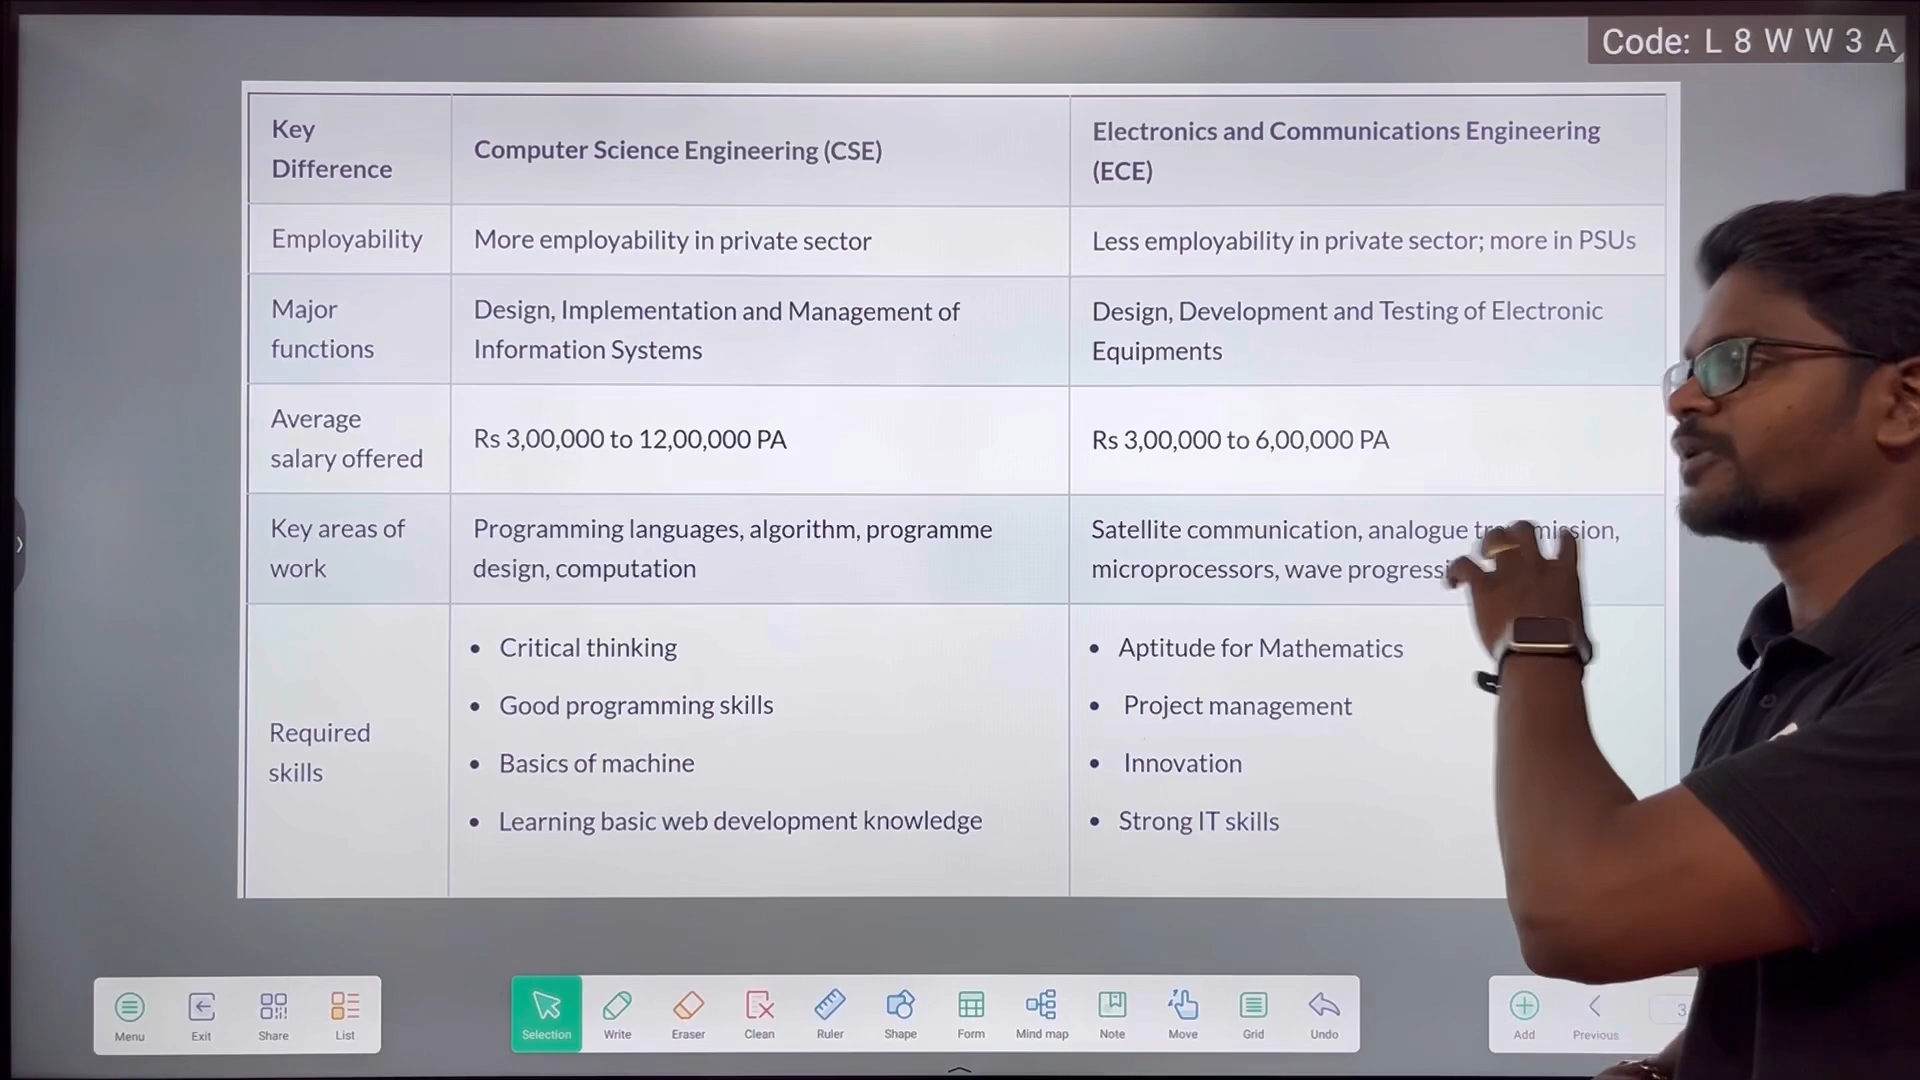 Code: L 8 W W 3 A
Key
Difference
Computer Science Engineering (CSE)
Electronics and Communications Engineering
(ECE)
Employability
More employability in private sector
Less employability in private sector; more in PSUs
Major
functions
Design, Implementation and Management of
Information Systems
Design, Development and Testing of Electronic
Equipments
Average
salary offered
Rs 3,00,000 to 12,00,000 PA
Rs 3,00,000 to 6,00,000 PA
Key areas of
work
Programming languages, algorithm, programme
design, computation
Satellite communication, analogue
microprocessors, wave
Required
skills
• Critical thinking
• Good programming skills
• Basics of machine
• Learning basic web development knowledge
• Aptitude for Mathematics
• Project management
• Innovation
• Strong IT skills
Menu
Exit
Share
List
Selection
Write
Eraser
Clean
Ruler
Shape
Form
Mind map
Note
Move
Grid
Undo
Add
Previous
3